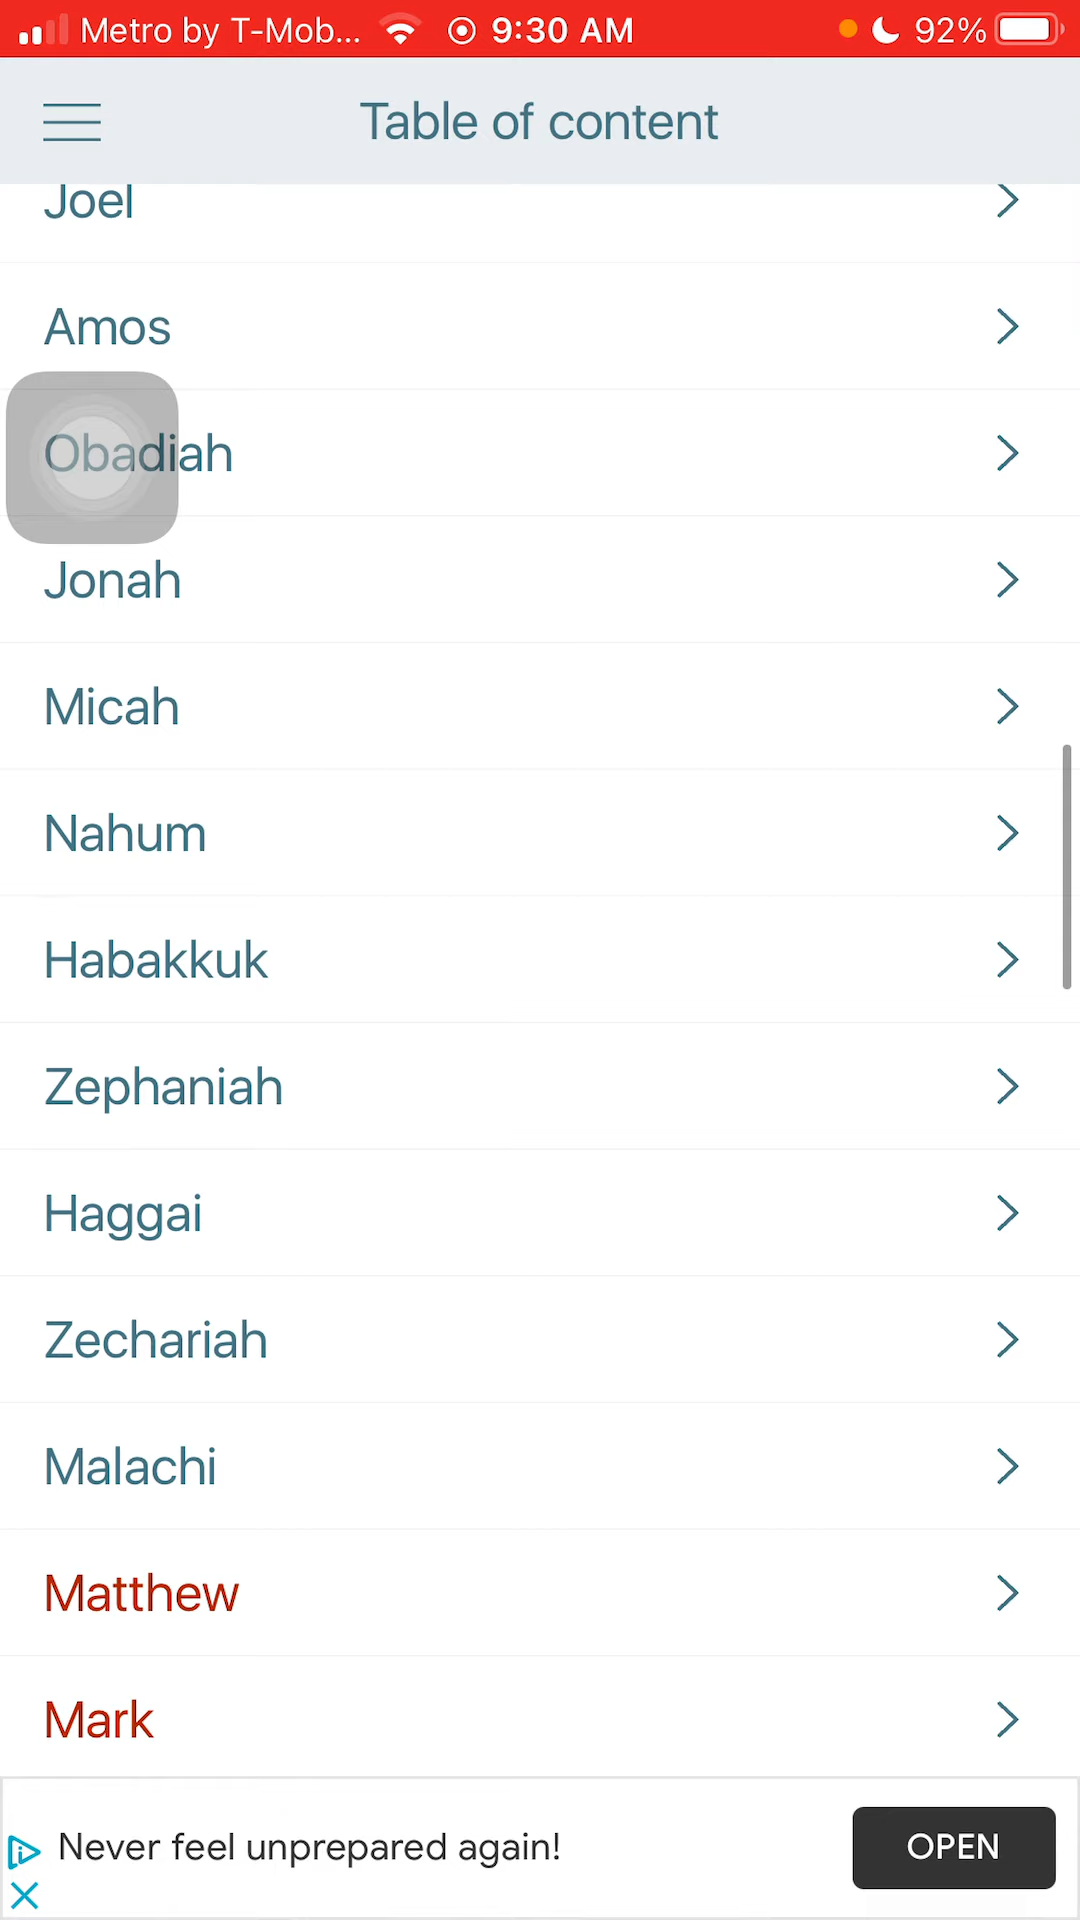 Metro by T-Mob... 9:30 AM 92%
Table of content
Joel
Amos
Obadiah
Jonah
Micah
Nahum
Habakkuk
Zephaniah
Haggai
Zechariah
Malachi
Matthew
Mark
Never feel unprepared again!
OPEN